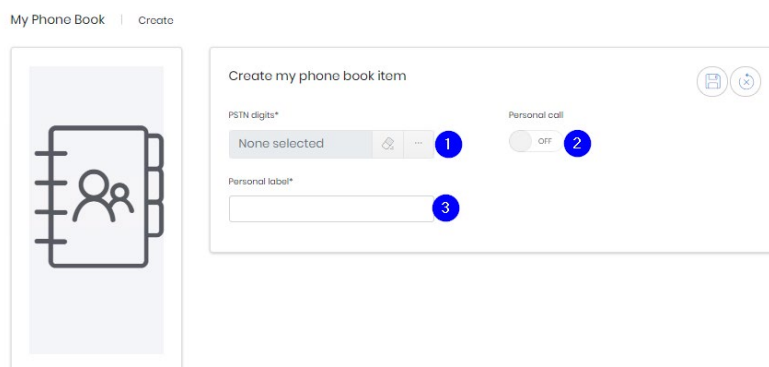 My Phone Book | Create
Create my phone book item
PSTN digits*
Personal call
None selected ... 1
OFF 2
Personal label*
3